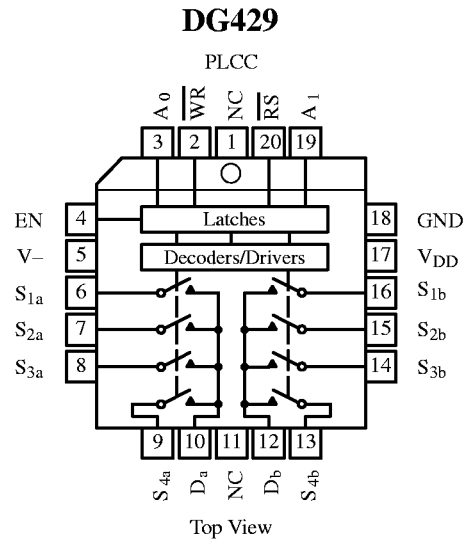 DG429
PLCC
A0 WR NC RS A1
3 2 1 20 19
EN 4 Latches 18 GND
V– 5 Decoders/Drivers 17 VDD
S1a 6 16 S1b
S2a 7 15 S2b
S3a 8 14 S3b
9 10 11 12 13
S4a Da NC Db S4b
Top View